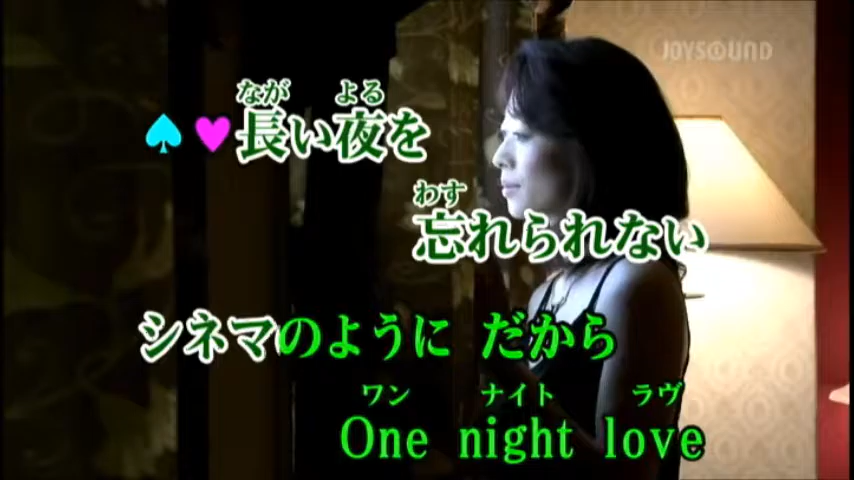 JOYSOUND
なが よる
♠♥長い夜を
わす
忘れられない
シネマのように だから
ワン ナイト ラヴ
One night love